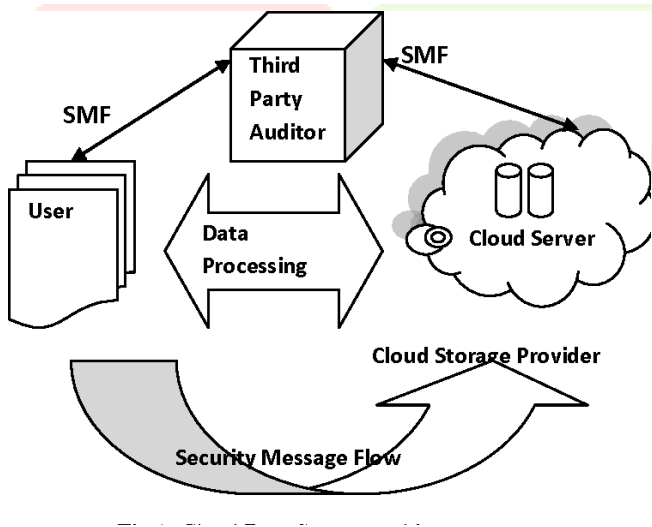 SMF
SMF
Third
Party
Auditor
User
Data
Processing
Cloud Server
Cloud Storage Provider
Security Message Flow